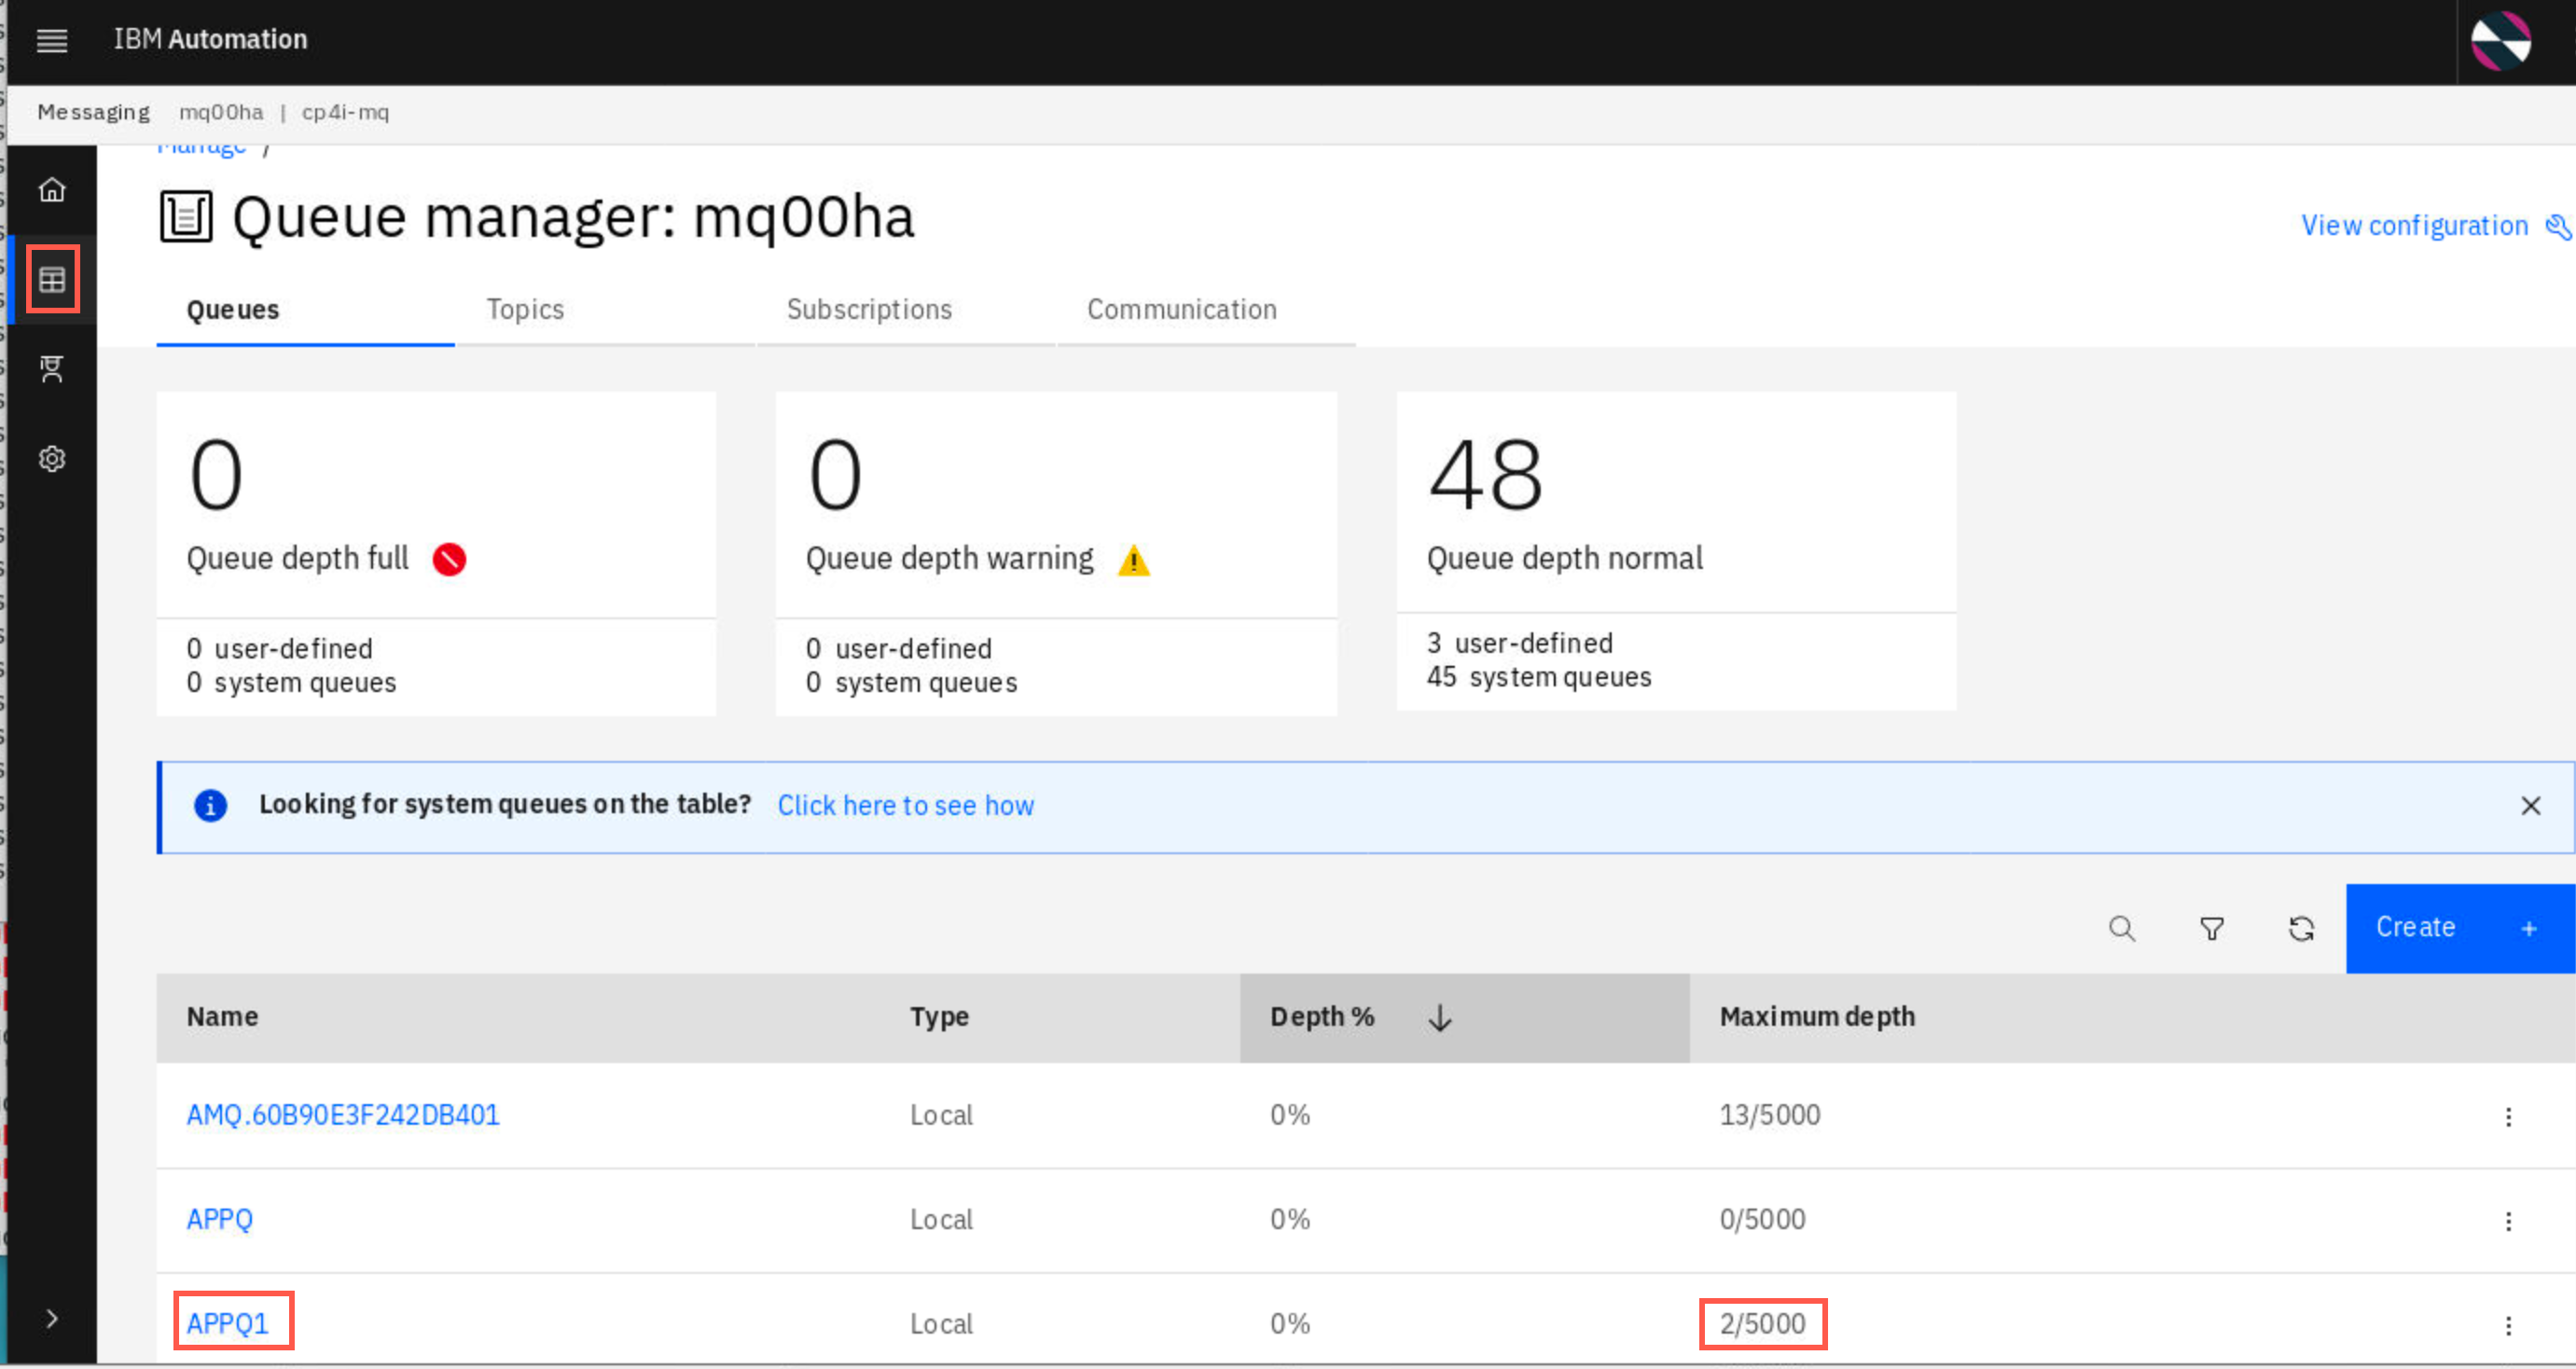 IBM Automation
Messaging mq00ha | cp4i-mq
Manage /
Queue manager: mq00ha
View configuration
Queues Topics Subscriptions Communication
0
Queue depth full
0 user-defined
0 system queues
0
Queue depth warning
0 user-defined
0 system queues
48
Queue depth normal
3 user-defined
45 system queues
Looking for system queues on the table? Click here to see how
Create +
Name Type Depth % Maximum depth
AMQ.60B90E3F242DB401 Local 0% 13/5000
APPQ Local 0% 0/5000
APPQ1 Local 0% 2/5000